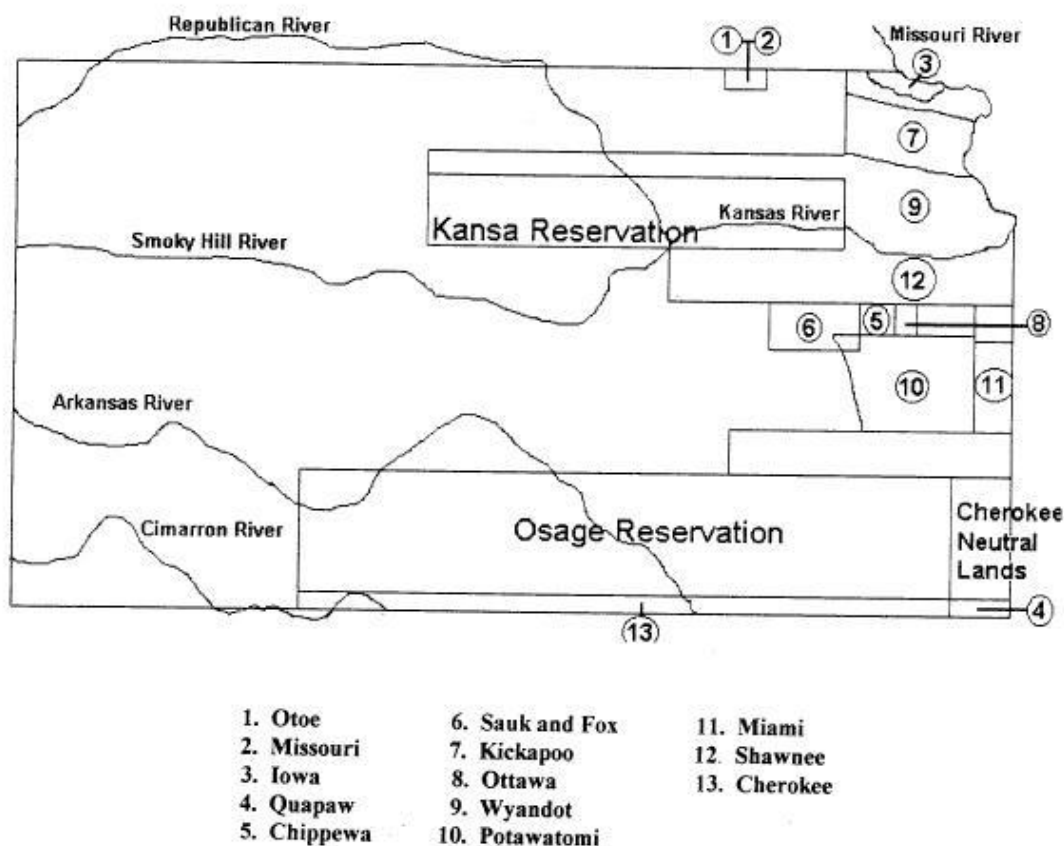 Republican River
① ②
Missouri River
③
⑦
Kansas River
⑨
Kansa Reservation
Smoky Hill River
⑫
⑥
⑤
⑧
⑩
⑪
Arkansas River
Cimarron River
Osage Reservation
Cherokee
Neutral
Lands
④
⑬
1. Otoe
2. Missouri
3. Iowa
4. Quapaw
5. Chippewa
6. Sauk and Fox
7. Kickapoo
8. Ottawa
9. Wyandot
10. Potawatomi
11. Miami
12 Shawnee
13. Cherokee